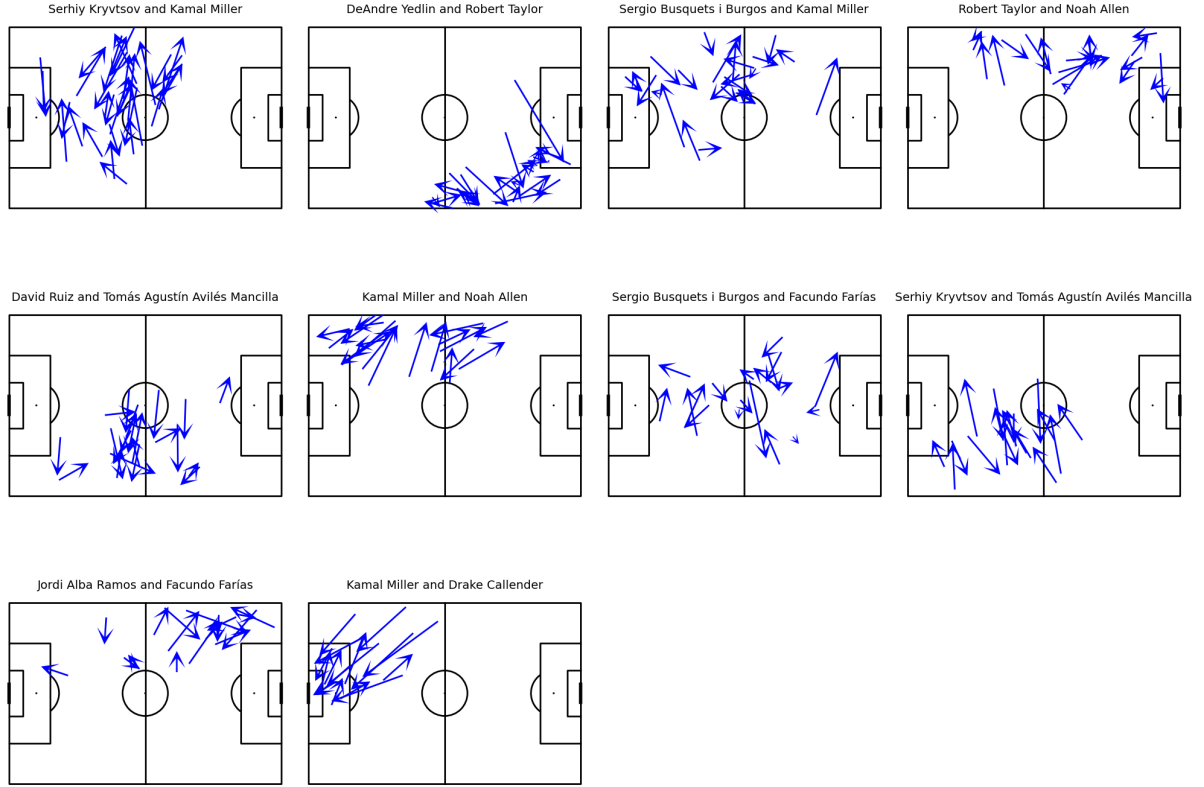 Serhiy Kryvtsov and Kamal Miller
DeAndre Yedlin and Robert Taylor
Sergio Busquets i Burgos and Kamal Miller
Robert Taylor and Noah Allen
David Ruiz and Tomás Agustín Avilés Mancilla
Kamal Miller and Noah Allen
Sergio Busquets i Burgos and Facundo Farías
Serhiy Kryvtsov and Tomás Agustín Avilés Mancilla
Jordi Alba Ramos and Facundo Farías
Kamal Miller and Drake Callender